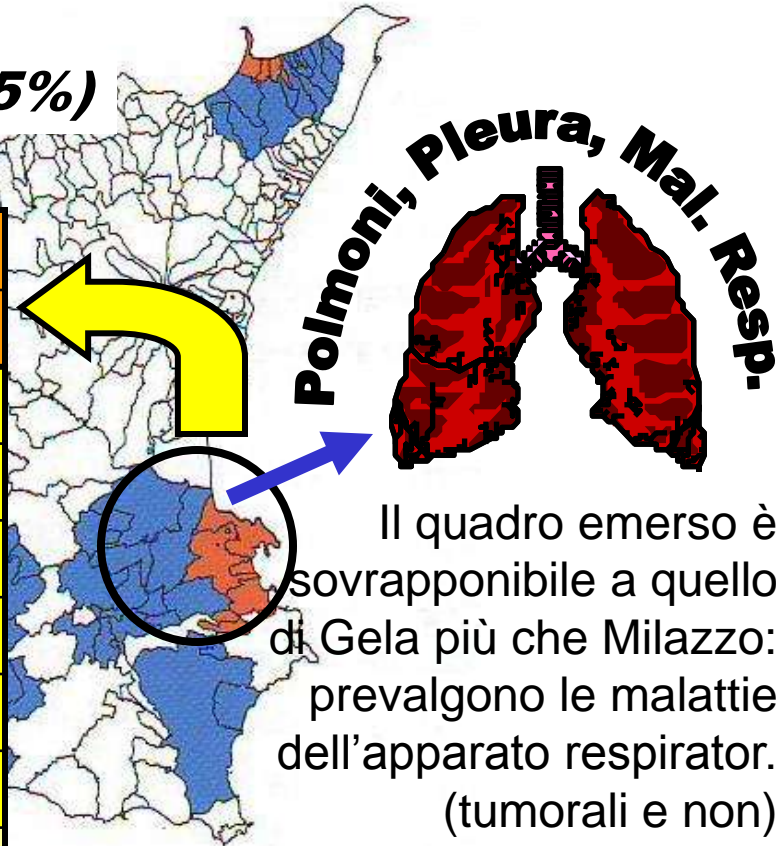 5%)
Polmoni, Pleura, Mal. Resp.
Il quadro emerso è
sovrapponibile a quello
di Gela più che Milazzo:
prevalgono le malattie
dell’apparato respirator.
(tumorali e non)